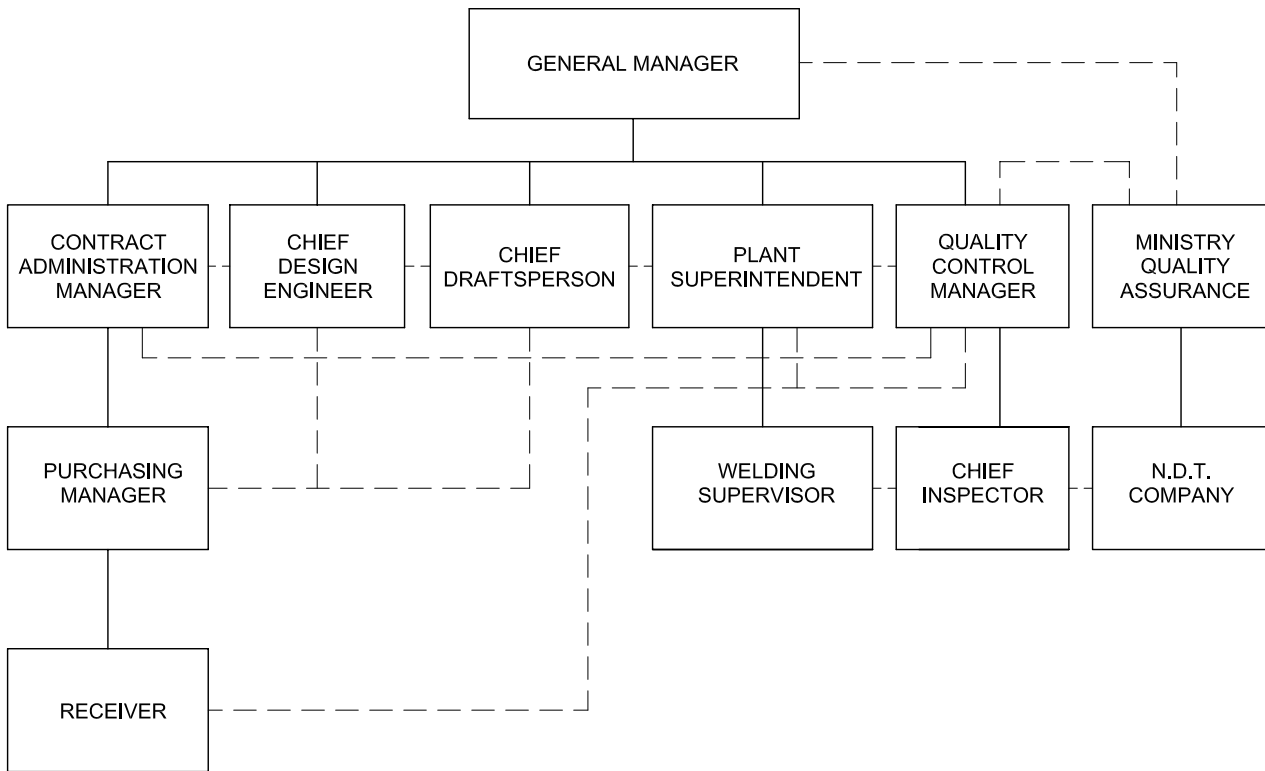 GENERAL MANAGER
CONTRACT
ADMINISTRATION
MANAGER
CHIEF
DESIGN
ENGINEER
CHIEF
DRAFTSPERSON
PLANT
SUPERINTENDENT
QUALITY
CONTROL
MANAGER
MINISTRY
QUALITY
ASSURANCE
PURCHASING
MANAGER
WELDING
SUPERVISOR
CHIEF
INSPECTOR
N.D.T.
COMPANY
RECEIVER